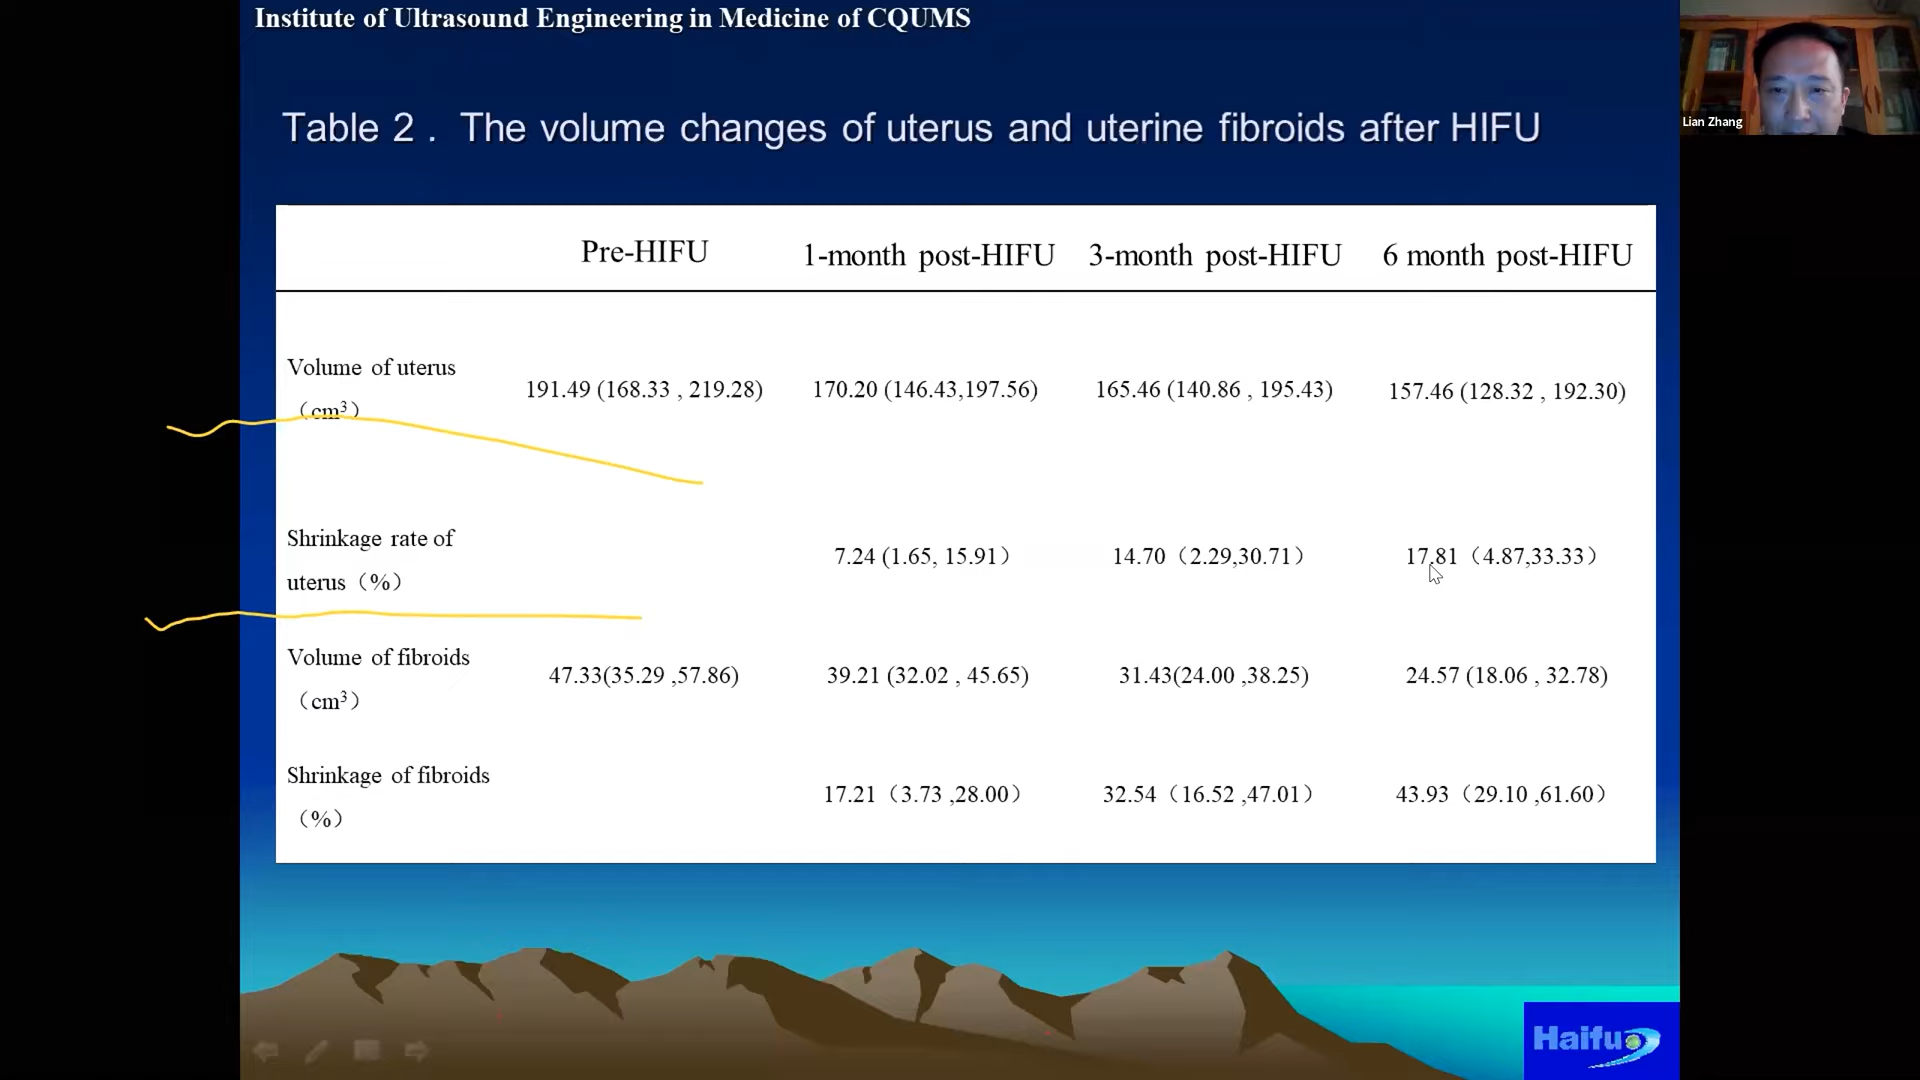 Institute of Ultrasound Engineering in Medicine of CQUMS
Lian Zhang
Table 2 . The volume changes of uterus and uterine fibroids after HIFU
Pre-HIFU 1-month post-HIFU 3-month post-HIFU 6 month post-HIFU
Volume of uterus
（cm³） 191.49 (168.33 , 219.28) 170.20 (146.43,197.56) 165.46 (140.86 , 195.43) 157.46 (128.32 , 192.30)
Shrinkage rate of
uterus（%） 7.24 (1.65, 15.91） 14.70（2.29,30.71） 17.81（4.87,33.33）
Volume of fibroids
（cm³） 47.33(35.29 ,57.86) 39.21 (32.02 , 45.65) 31.43(24.00 ,38.25) 24.57 (18.06 , 32.78)
Shrinkage of fibroids
（%） 17.21（3.73 ,28.00） 32.54（16.52 ,47.01） 43.93（29.10 ,61.60）
Haifu